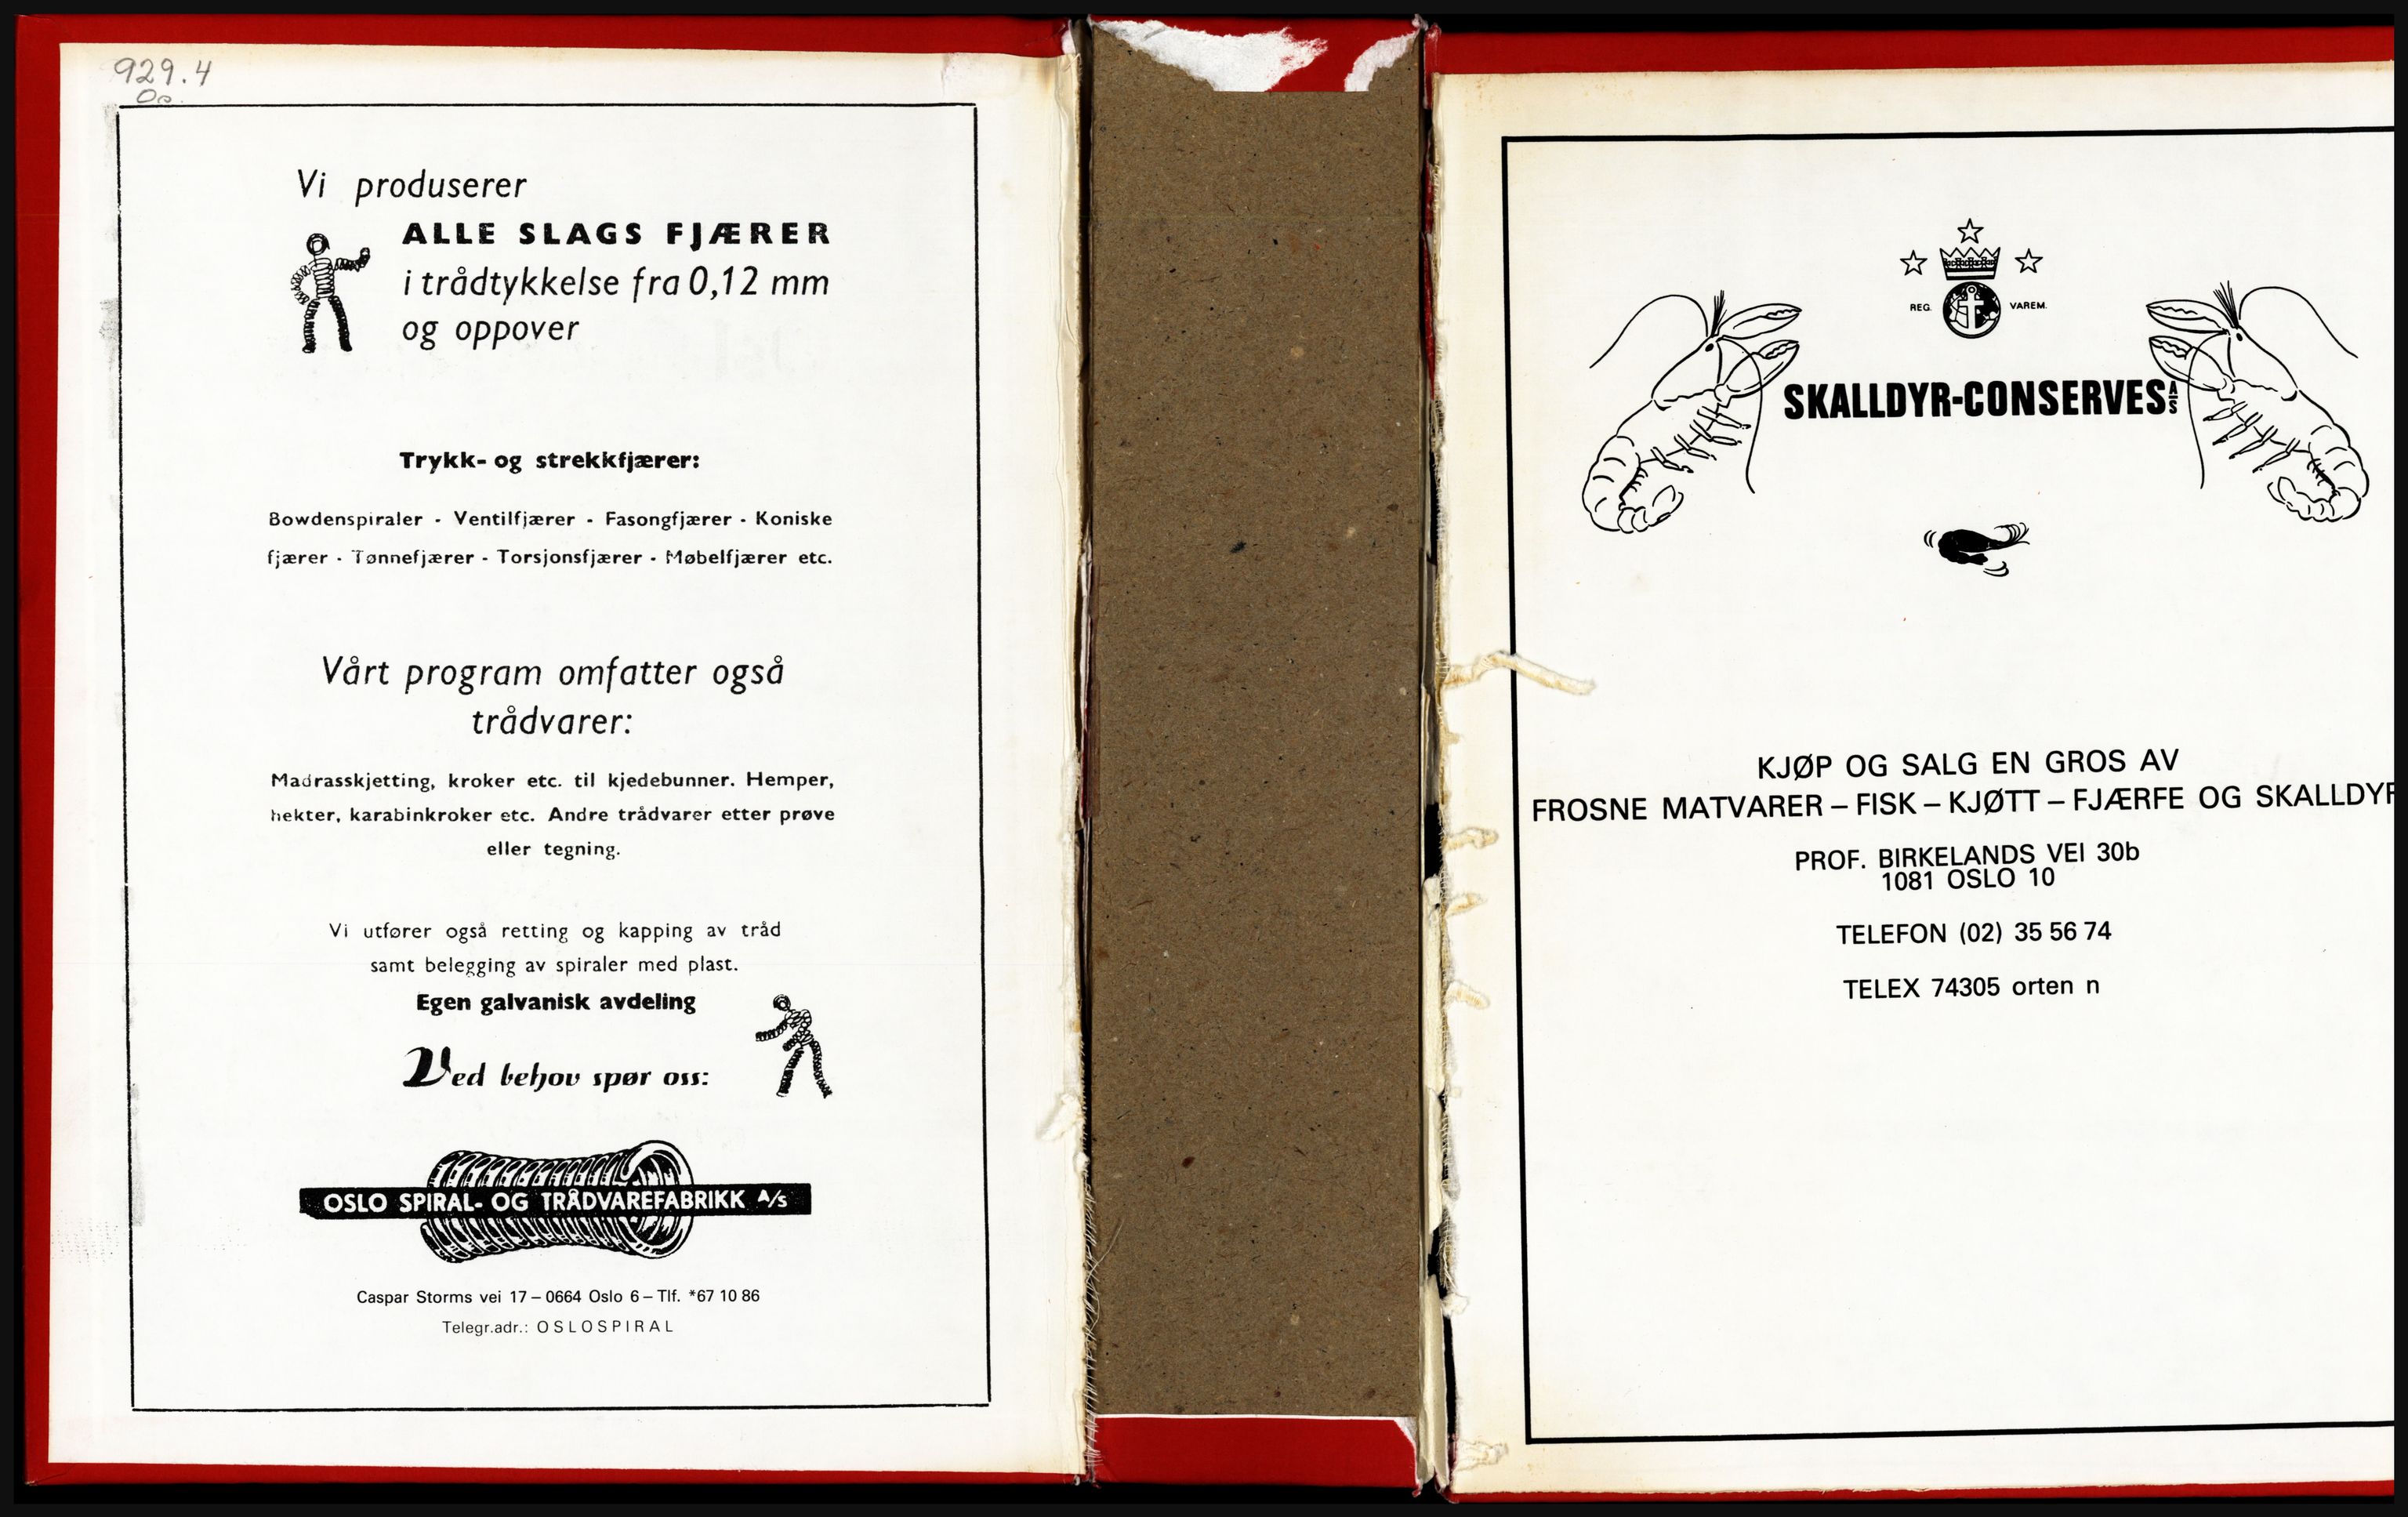 929.4
Vi produserer
ALLE SLAGS FJÆRER
i trådtykkelse fra 0,12 mm
og oppover
Trykk- og strekkfjærer:
Bowdenspiraler - Ventilfjærer - Fasongfjærer - Koniske
fjærer - Tønnefjærer - Torsjonsfjærer - Møbelfjærer etc.
Vårt program omfatter også
trådvarer:
Madrasskjetting, kroker etc. til kjedebunner. Hemper,
hekter, karabinkroker etc. Andre trådvarer etter prøve
eller tegning.
Vi utfører også retting og kapping av tråd
samt belegging av spiraler med plast.
Egen galvanisk avdeling
Ved behov spør oss:
OSLO SPIRAL- OG TRÅDVAREFABRIKK A/S
Caspar Storms vei 17 – 0664 Oslo 6 – Tlf. *67 10 86
Telegr.adr.: OSLOSPIRAL
REG. VAREM.
SKALLDYR-CONSERVES A/S
KJØP OG SALG EN GROS AV
FROSNE MATVARER – FISK – KJØTT – FJÆRFE OG SKALLDYR
PROF. BIRKELANDS VEI 30b
1081 OSLO 10
TELEFON (02) 35 56 74
TELEX 74305 orten n